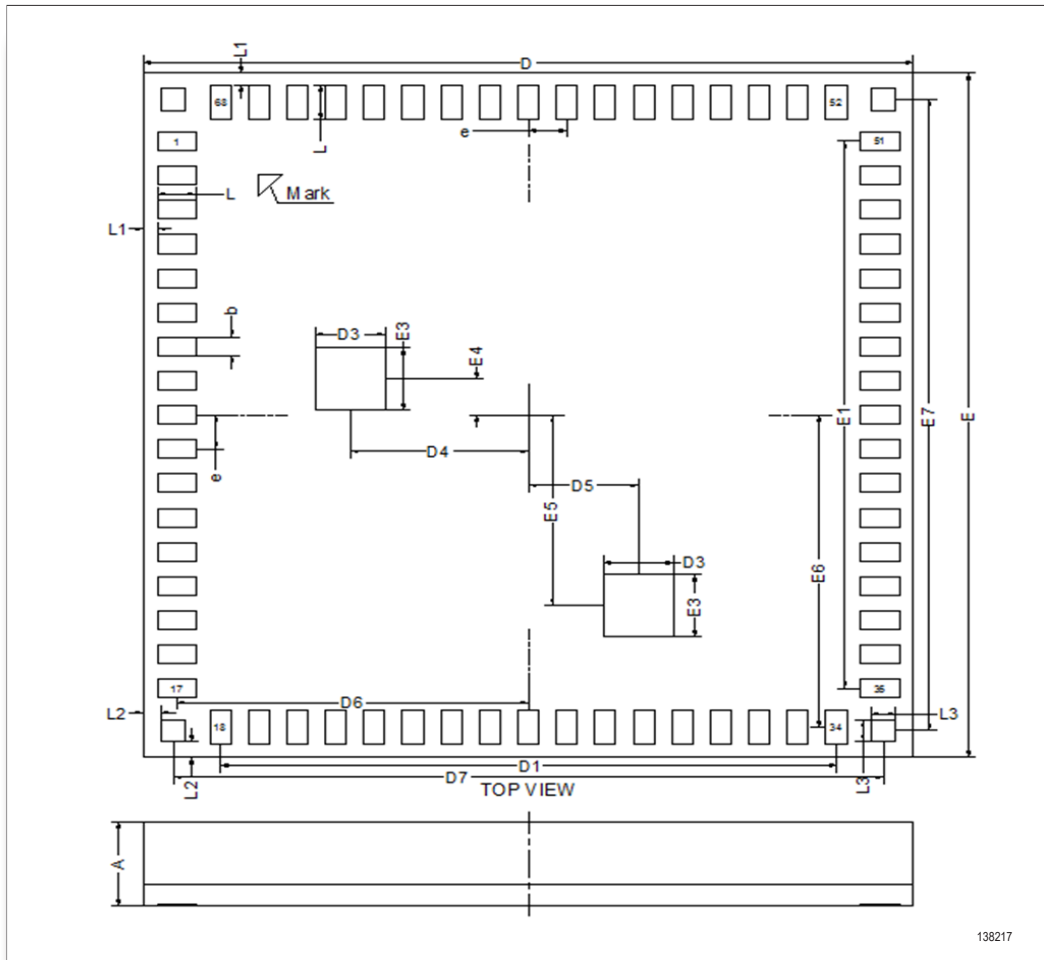 L1
D
68
52
e
L
1
51
Mark
L
L1
b
D3
E3
E4
E1
E7
E
D4
e
D5
E5
E6
D3
E3
17
35
D6
L2
18
34
L3
D1
D7
L2
L3
TOP VIEW
A
138217